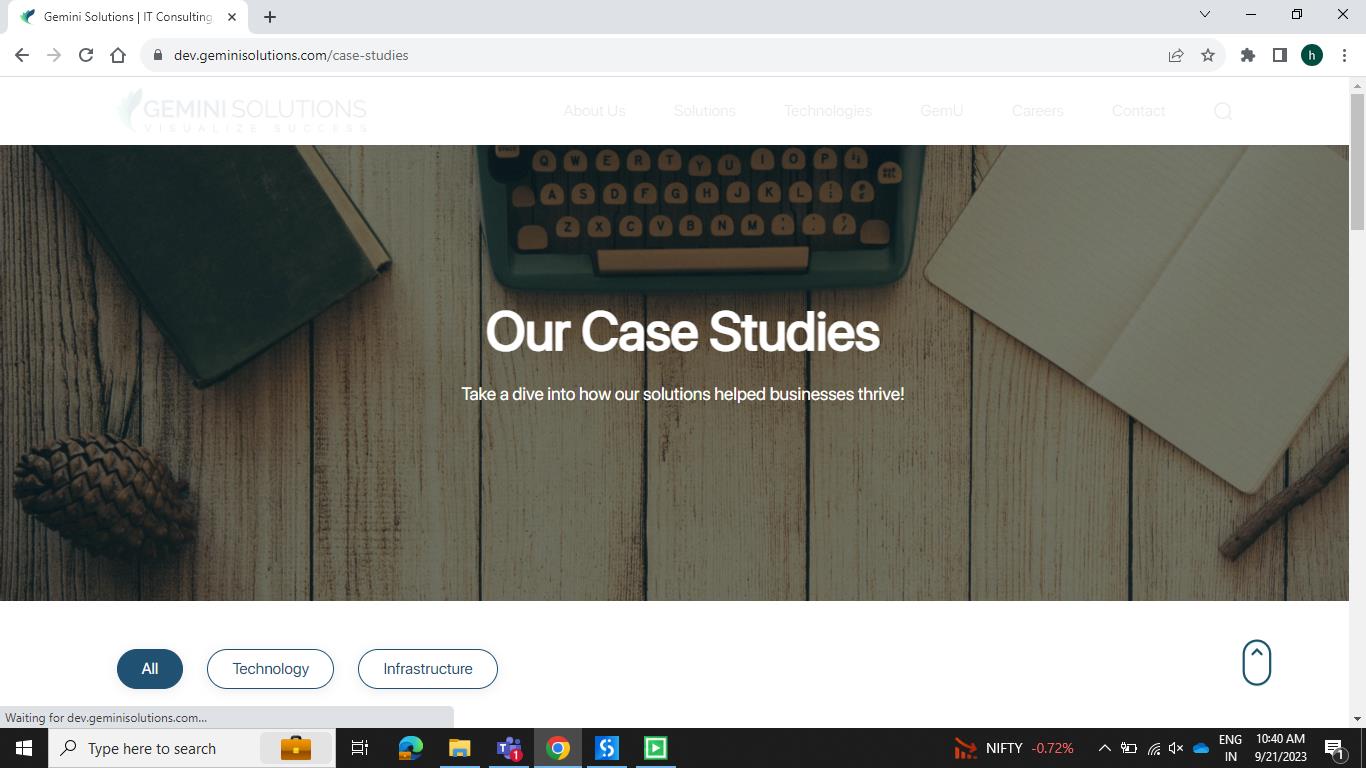 Gemini Solutions | IT Consulting
dev.geminisolutions.com/case-studies
h
GEMINI SOLUTIONS
VISUALIZE SUCCESS
About Us
Solutions
Technologies
GemU
Careers
Contact
Q W E R T Y U I O P
A S D F G H J K L
Z X C V B N M
Our Case Studies
Take a dive into how our solutions helped businesses thrive!
All
Technology
Infrastructure
Waiting for dev.geminisolutions.com...
Type here to search
1
NIFTY -0.72%
ENG
IN
10:40 AM
9/21/2023
1